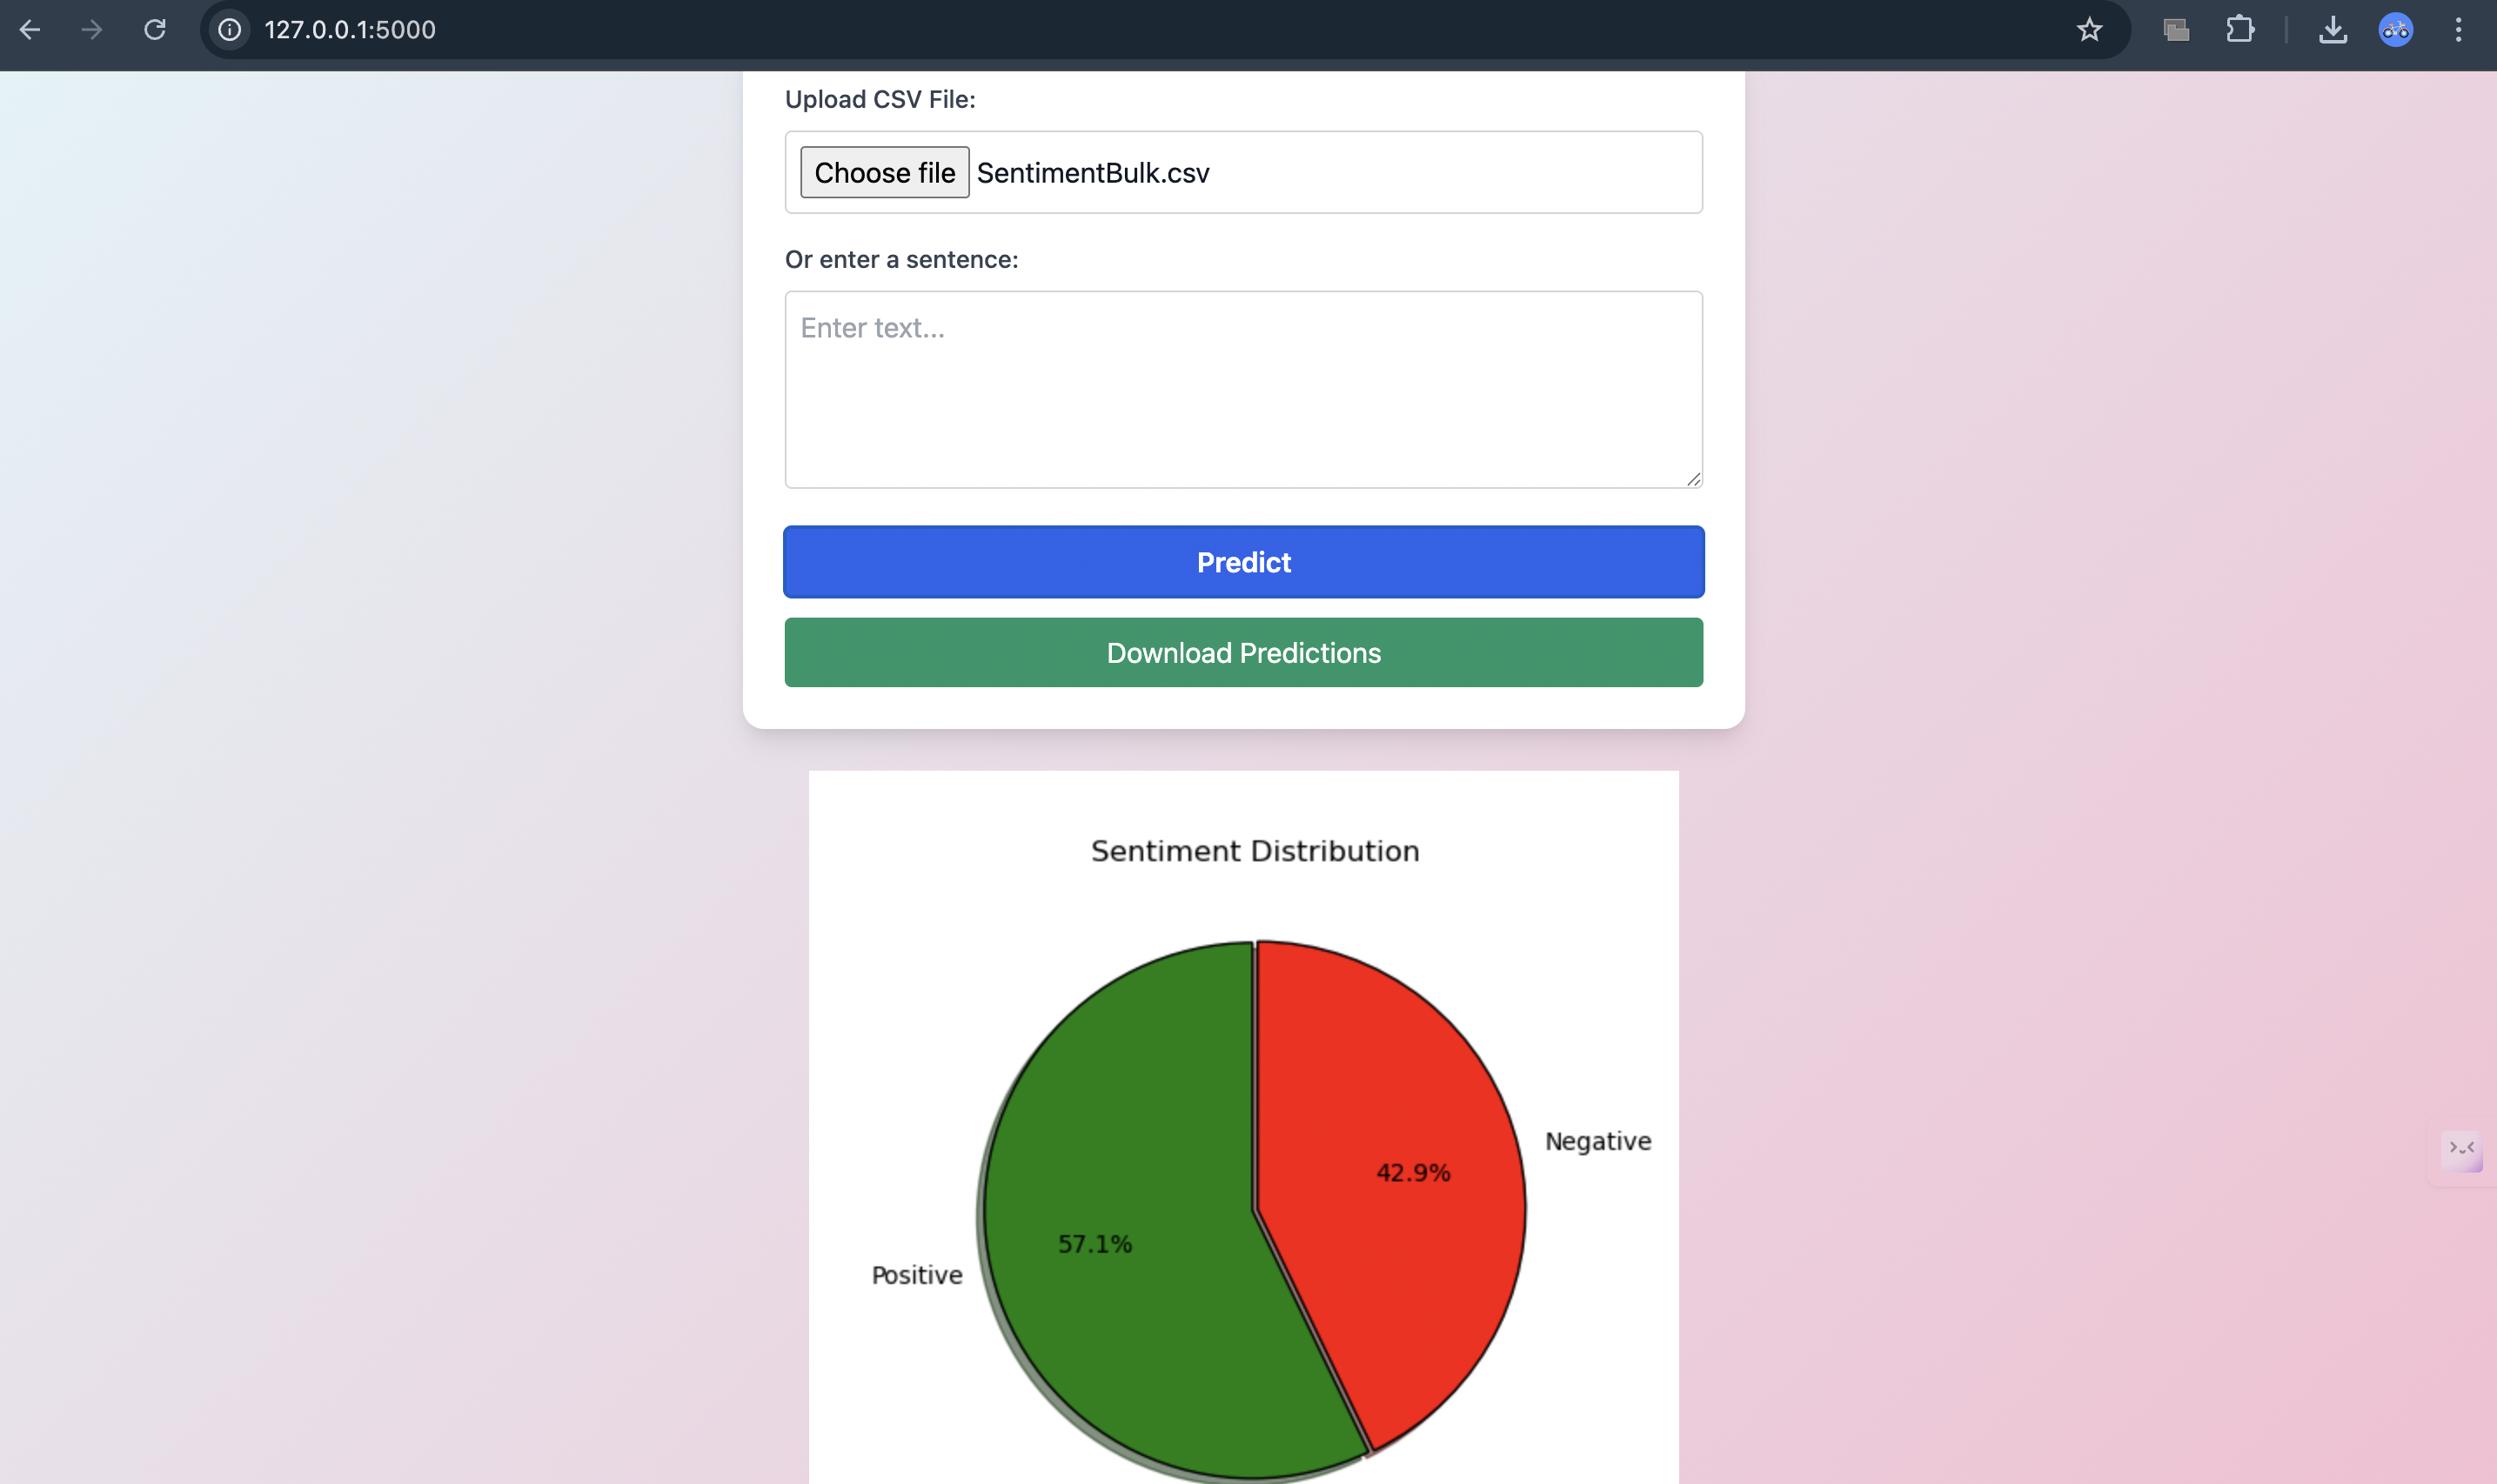 127.0.0.1:5000
Upload CSV File:
Choose file SentimentBulk.csv
Or enter a sentence:
Enter text...
Predict
Download Predictions
Sentiment Distribution
Negative
42.9%
57.1%
Positive